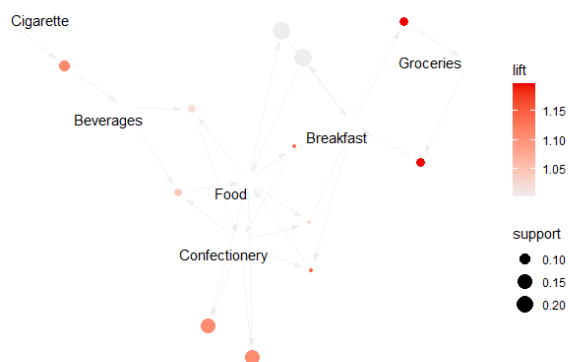 Cigarette
Groceries
Beverages
Breakfast
Food
Confectionery
lift
1.15
1.10
1.05
support
0.10
0.15
0.20